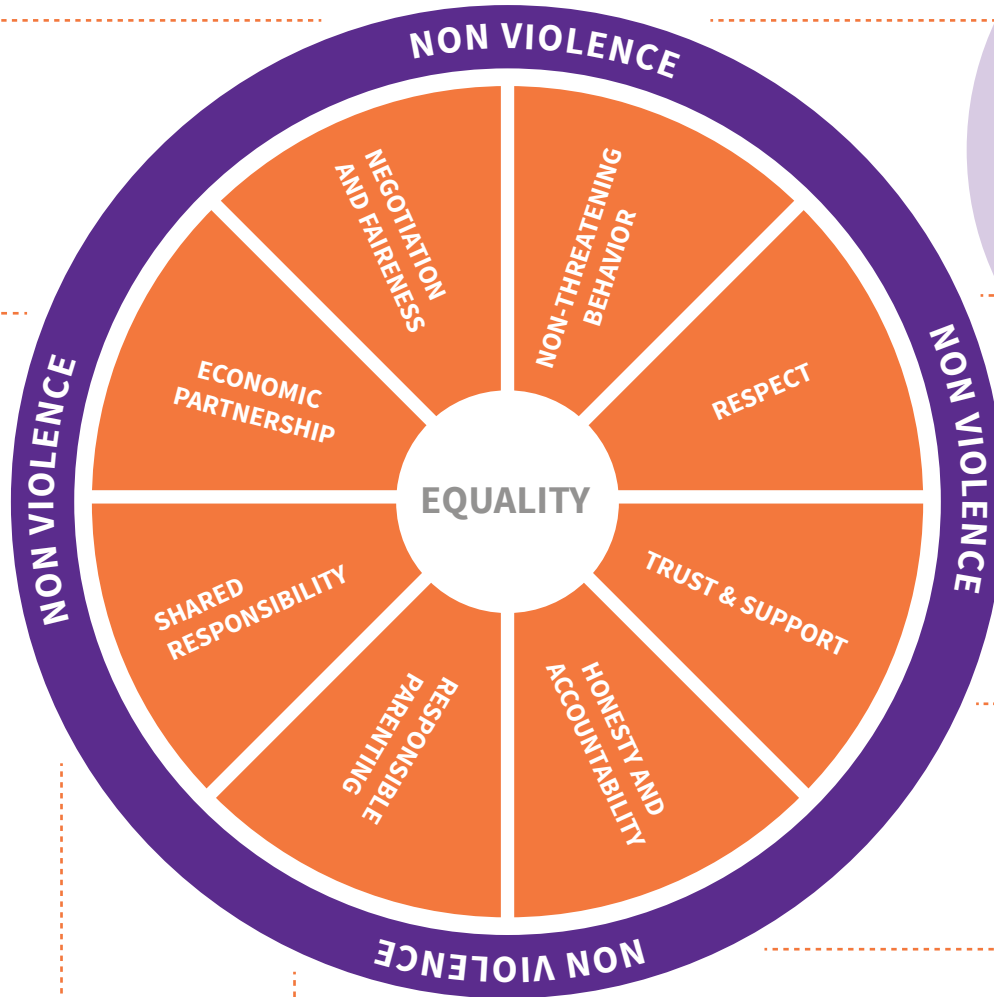 NON VIOLENCE
NEGOTIATION
AND FAIRENESS
NON-THREATENING
BEHAVIOR
RESPECT
TRUST & SUPPORT
HONESTY AND
ACCOUNTABILITY
RESPONSIBLE
PARENTING
SHARED
RESPONSIBILITY
ECONOMIC
PARTNERSHIP
EQUALITY
NON VIOLENCE
NON VIOLENCE
NON VIOLENCE